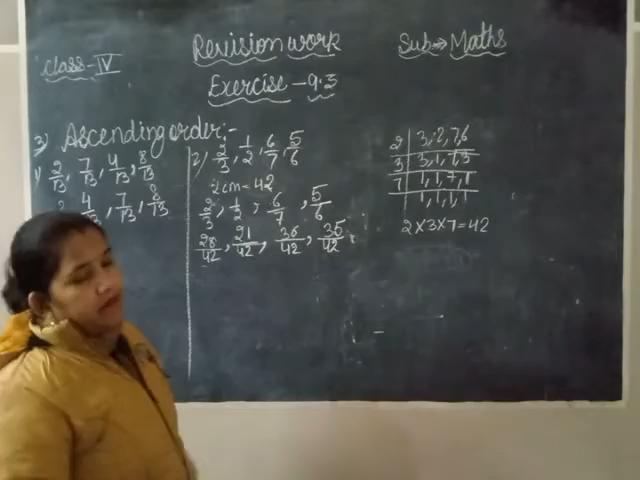 Revision work
Class-IV
Sub⇒Maths
Exercise-9.3
3) Ascending order:-
1) 2/13, 7/13, 4/13, 8/13
4/13, 7/13, 8/13
2) 2/3, 1/2, 6/7, 5/6
Lcm = 42
2/3, 1/2, 6/7, 5/6
28/42, 21/42, 36/42, 35/42
2 | 3, 2, 7, 6
3 | 3, 1, 7, 3
7 | 1, 1, 7, 1
1, 1, 1, 1
2×3×7=42